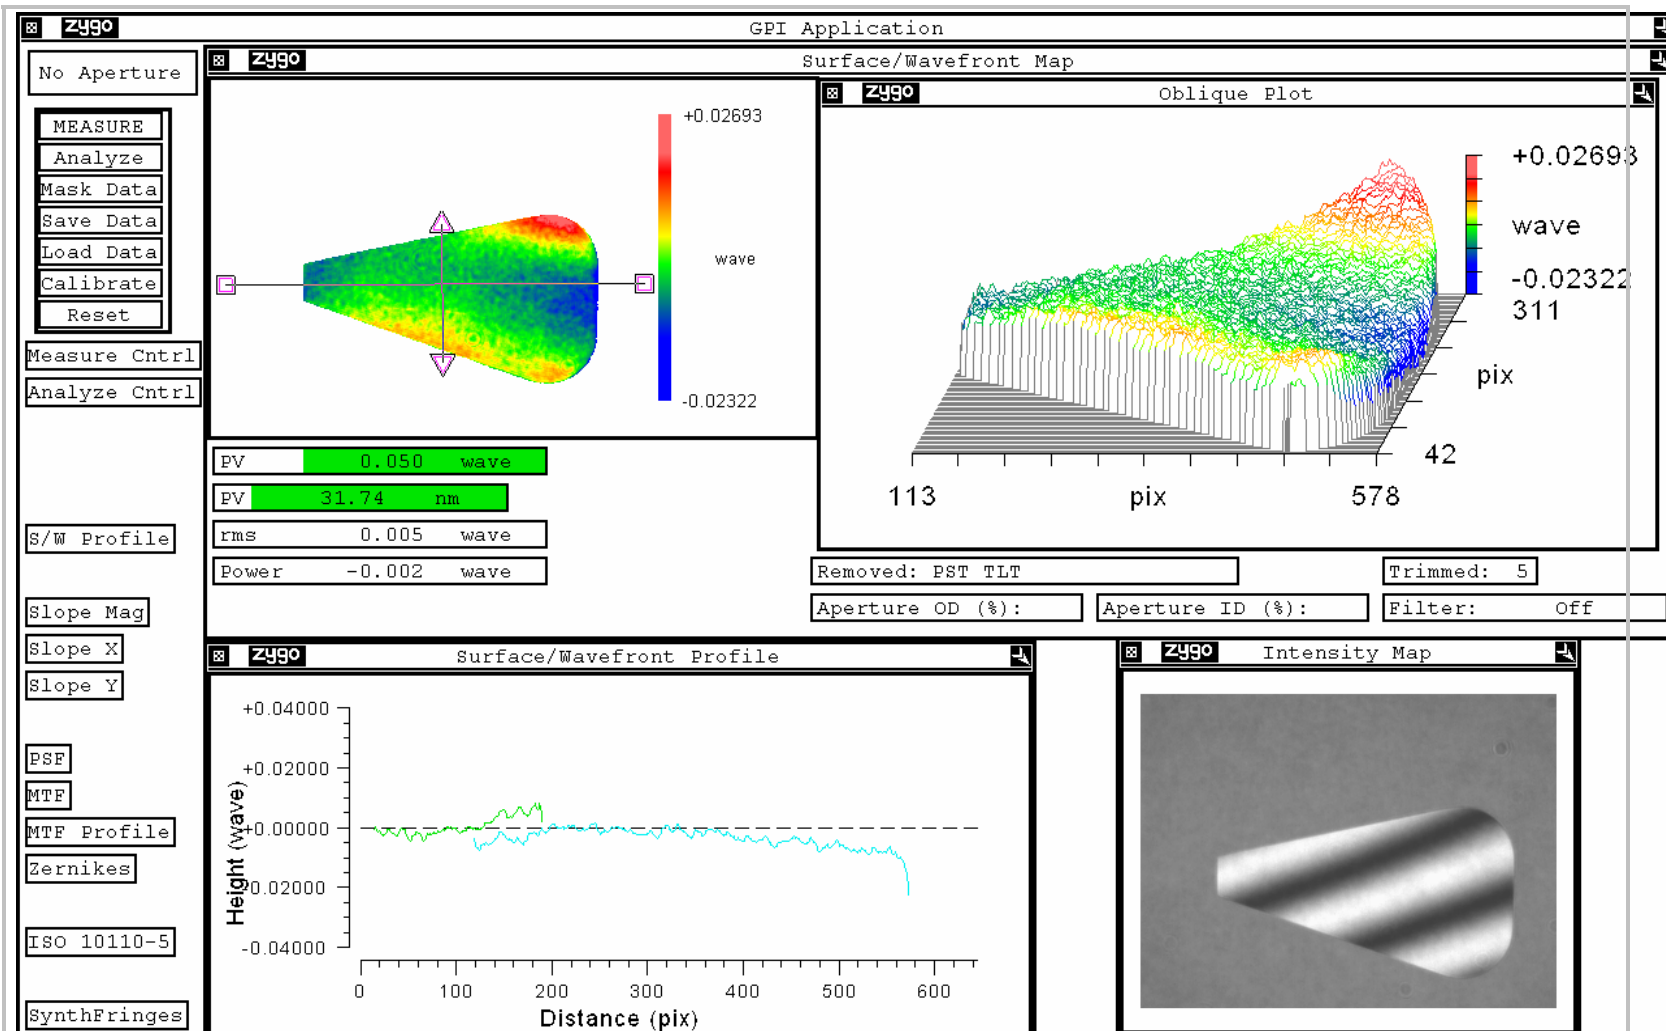 zygo GPI Application
No Aperture
zygo Surface/Wavefront Map
MEASURE
Analyze
Mask Data
Save Data
Load Data
Calibrate
Reset
Measure Cntrl
Analyze Cntrl
S/W Profile
Slope Mag
Slope X
Slope Y
PSF
MTF
MTF Profile
Zernikes
ISO 10110-5
SynthFringes
+0.02693
wave
-0.02322
zygo Oblique Plot
+0.02693
wave
-0.02322
311
pix
42
113 pix 578
PV 0.050 wave
PV 31.74 nm
rms 0.005 wave
Power -0.002 wave
Removed: PST TLT
Trimmed: 5
Aperture OD (%):
Aperture ID (%):
Filter: Off
zygo Surface/Wavefront Profile
+0.04000
+0.02000
+0.00000
0.02000
-0.04000
Height (wave)
0 100 200 300 400 500 600
Distance (pix)
zygo Intensity Map